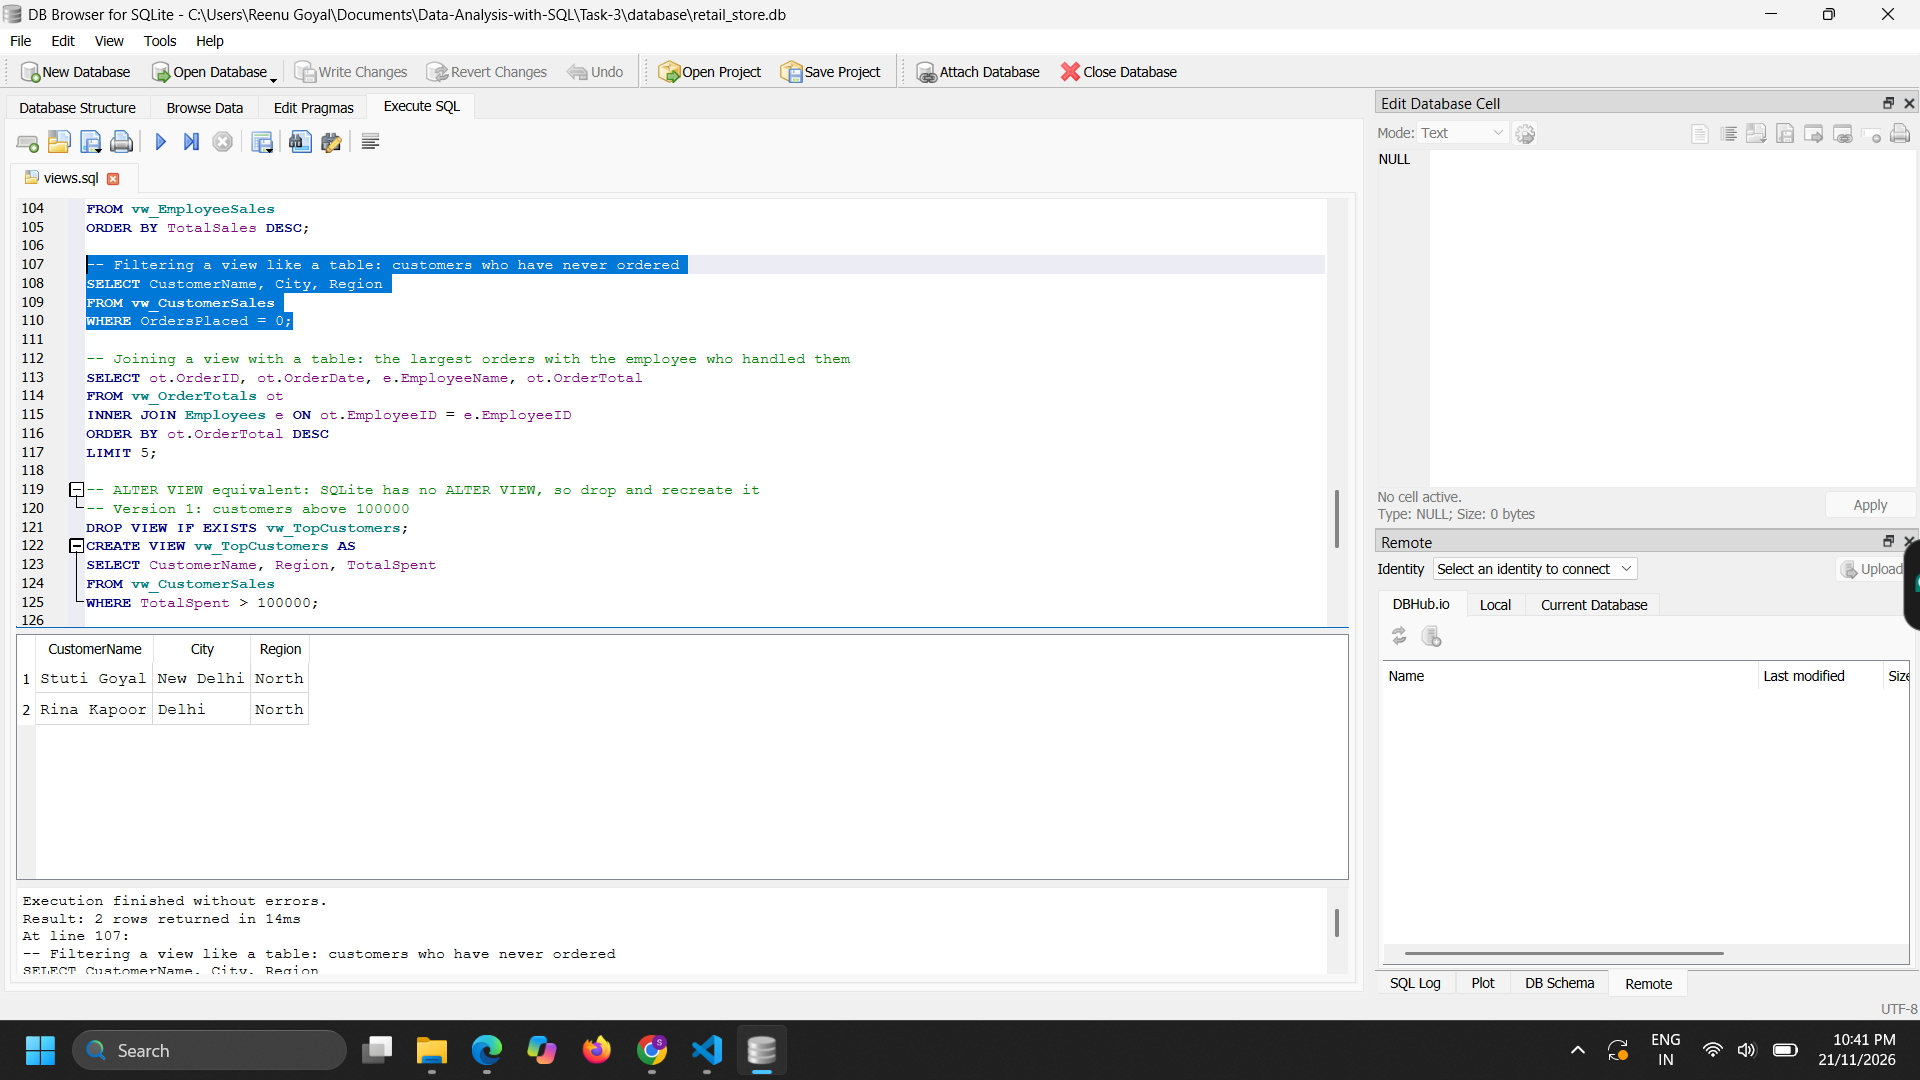 DB Browser for SQLite - C:\Users\Reenu Goyal\Documents\Data-Analysis-with-SQL\Task-3\database\retail_store.db
File Edit View Tools Help
New Database Open Database Write Changes Revert Changes Undo Open Project Save Project Attach Database Close Database
Database Structure Browse Data Edit Pragmas Execute SQL
views.sql
104 FROM vw_EmployeeSales
105 ORDER BY TotalSales DESC;
106
107 -- Filtering a view like a table: customers who have never ordered
108 SELECT CustomerName, City, Region
109 FROM vw_CustomerSales
110 WHERE OrdersPlaced = 0;
111
112 -- Joining a view with a table: the largest orders with the employee who handled them
113 SELECT ot.OrderID, ot.OrderDate, e.EmployeeName, ot.OrderTotal
114 FROM vw_OrderTotals ot
115 INNER JOIN Employees e ON ot.EmployeeID = e.EmployeeID
116 ORDER BY ot.OrderTotal DESC
117 LIMIT 5;
118
119 -- ALTER VIEW equivalent: SQLite has no ALTER VIEW, so drop and recreate it
120 -- Version 1: customers above 100000
121 DROP VIEW IF EXISTS vw_TopCustomers;
122 CREATE VIEW vw_TopCustomers AS
123 SELECT CustomerName, Region, TotalSpent
124 FROM vw_CustomerSales
125 WHERE TotalSpent > 100000;
126
CustomerName City Region
1 Stuti Goyal New Delhi North
2 Rina Kapoor Delhi North
Execution finished without errors.
Result: 2 rows returned in 14ms
At line 107:
-- Filtering a view like a table: customers who have never ordered
SELECT CustomerName, City, Region
Edit Database Cell
Mode: Text
NULL
No cell active.
Type: NULL; Size: 0 bytes
Apply
Remote
Identity Select an identity to connect Upload
DBHub.io Local Current Database
Name Last modified Size
SQL Log Plot DB Schema Remote
UTF-8
Search
ENG
IN
10:41 PM
21/11/2026